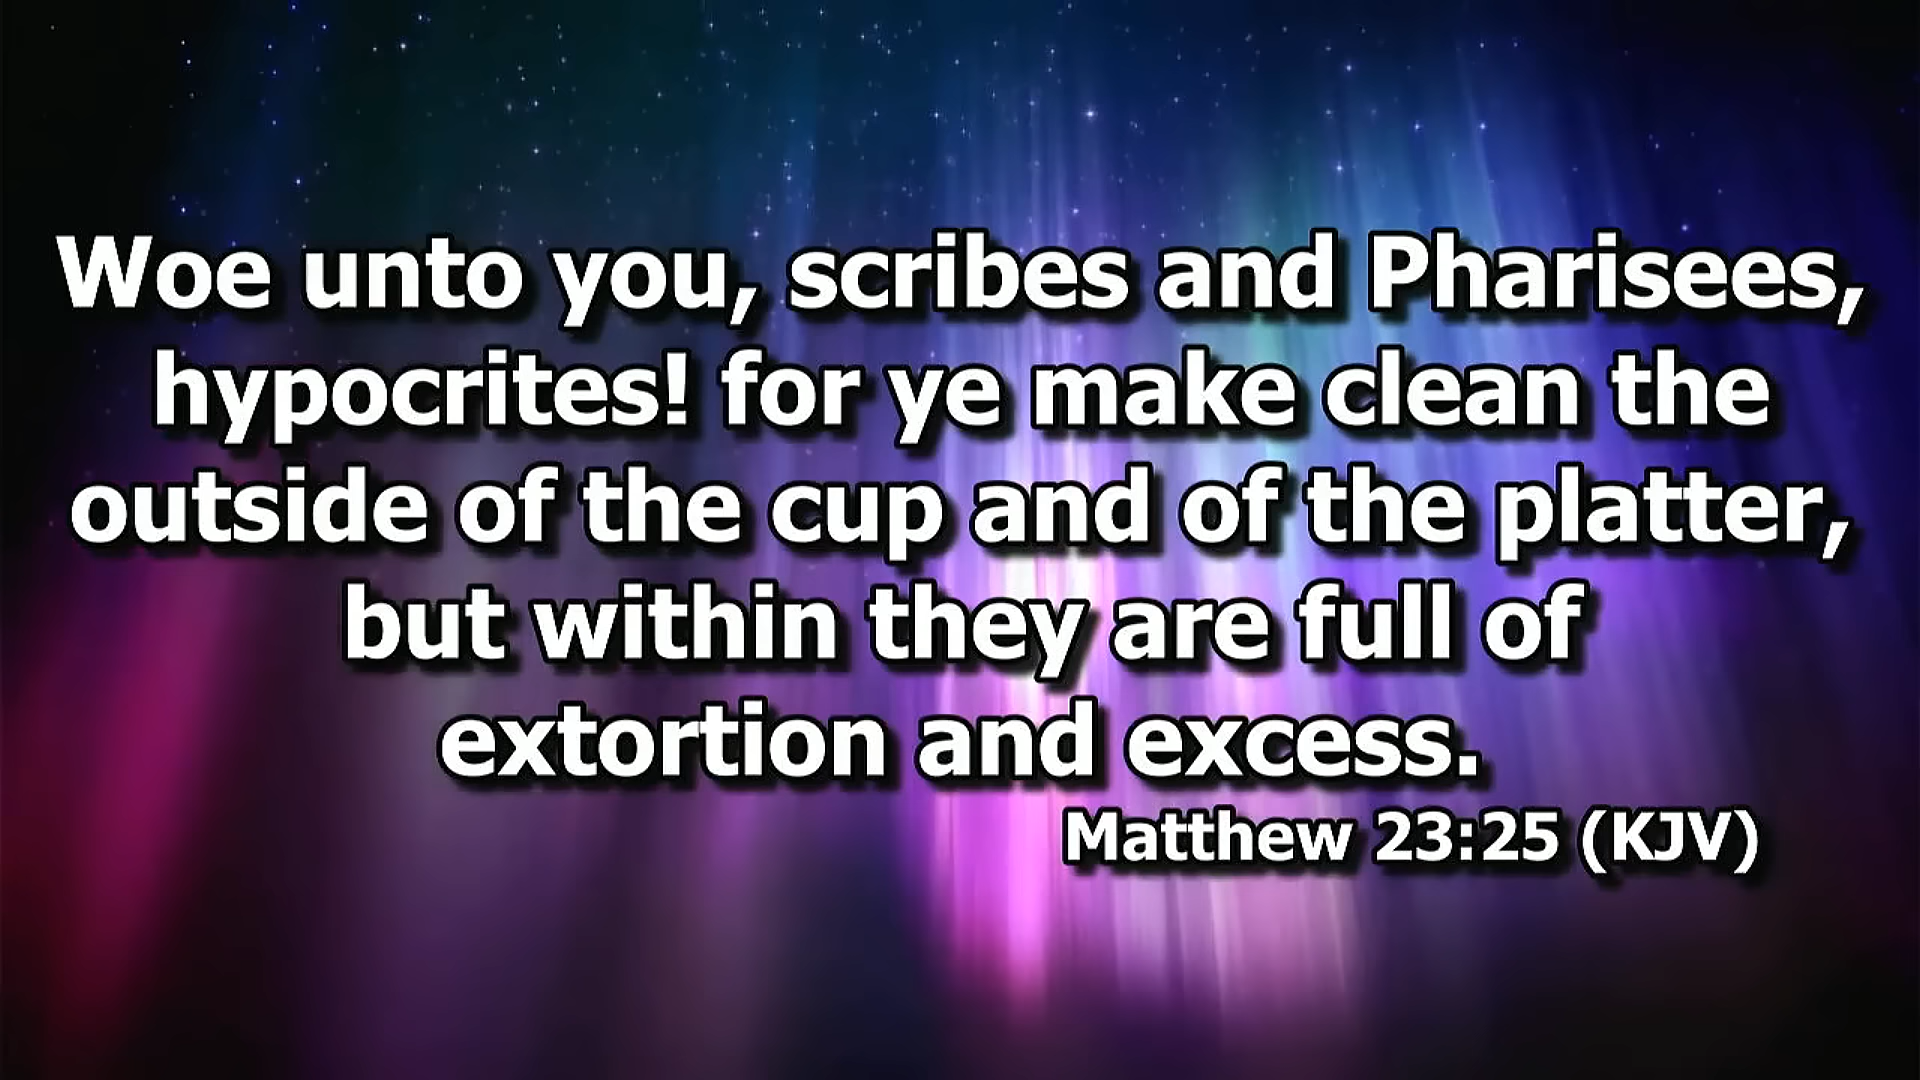 Woe unto you, scribes and Pharisees,
hypocrites! for ye make clean the
outside of the cup and of the platter,
but within they are full of
extortion and excess.
Matthew 23:25 (KJV)